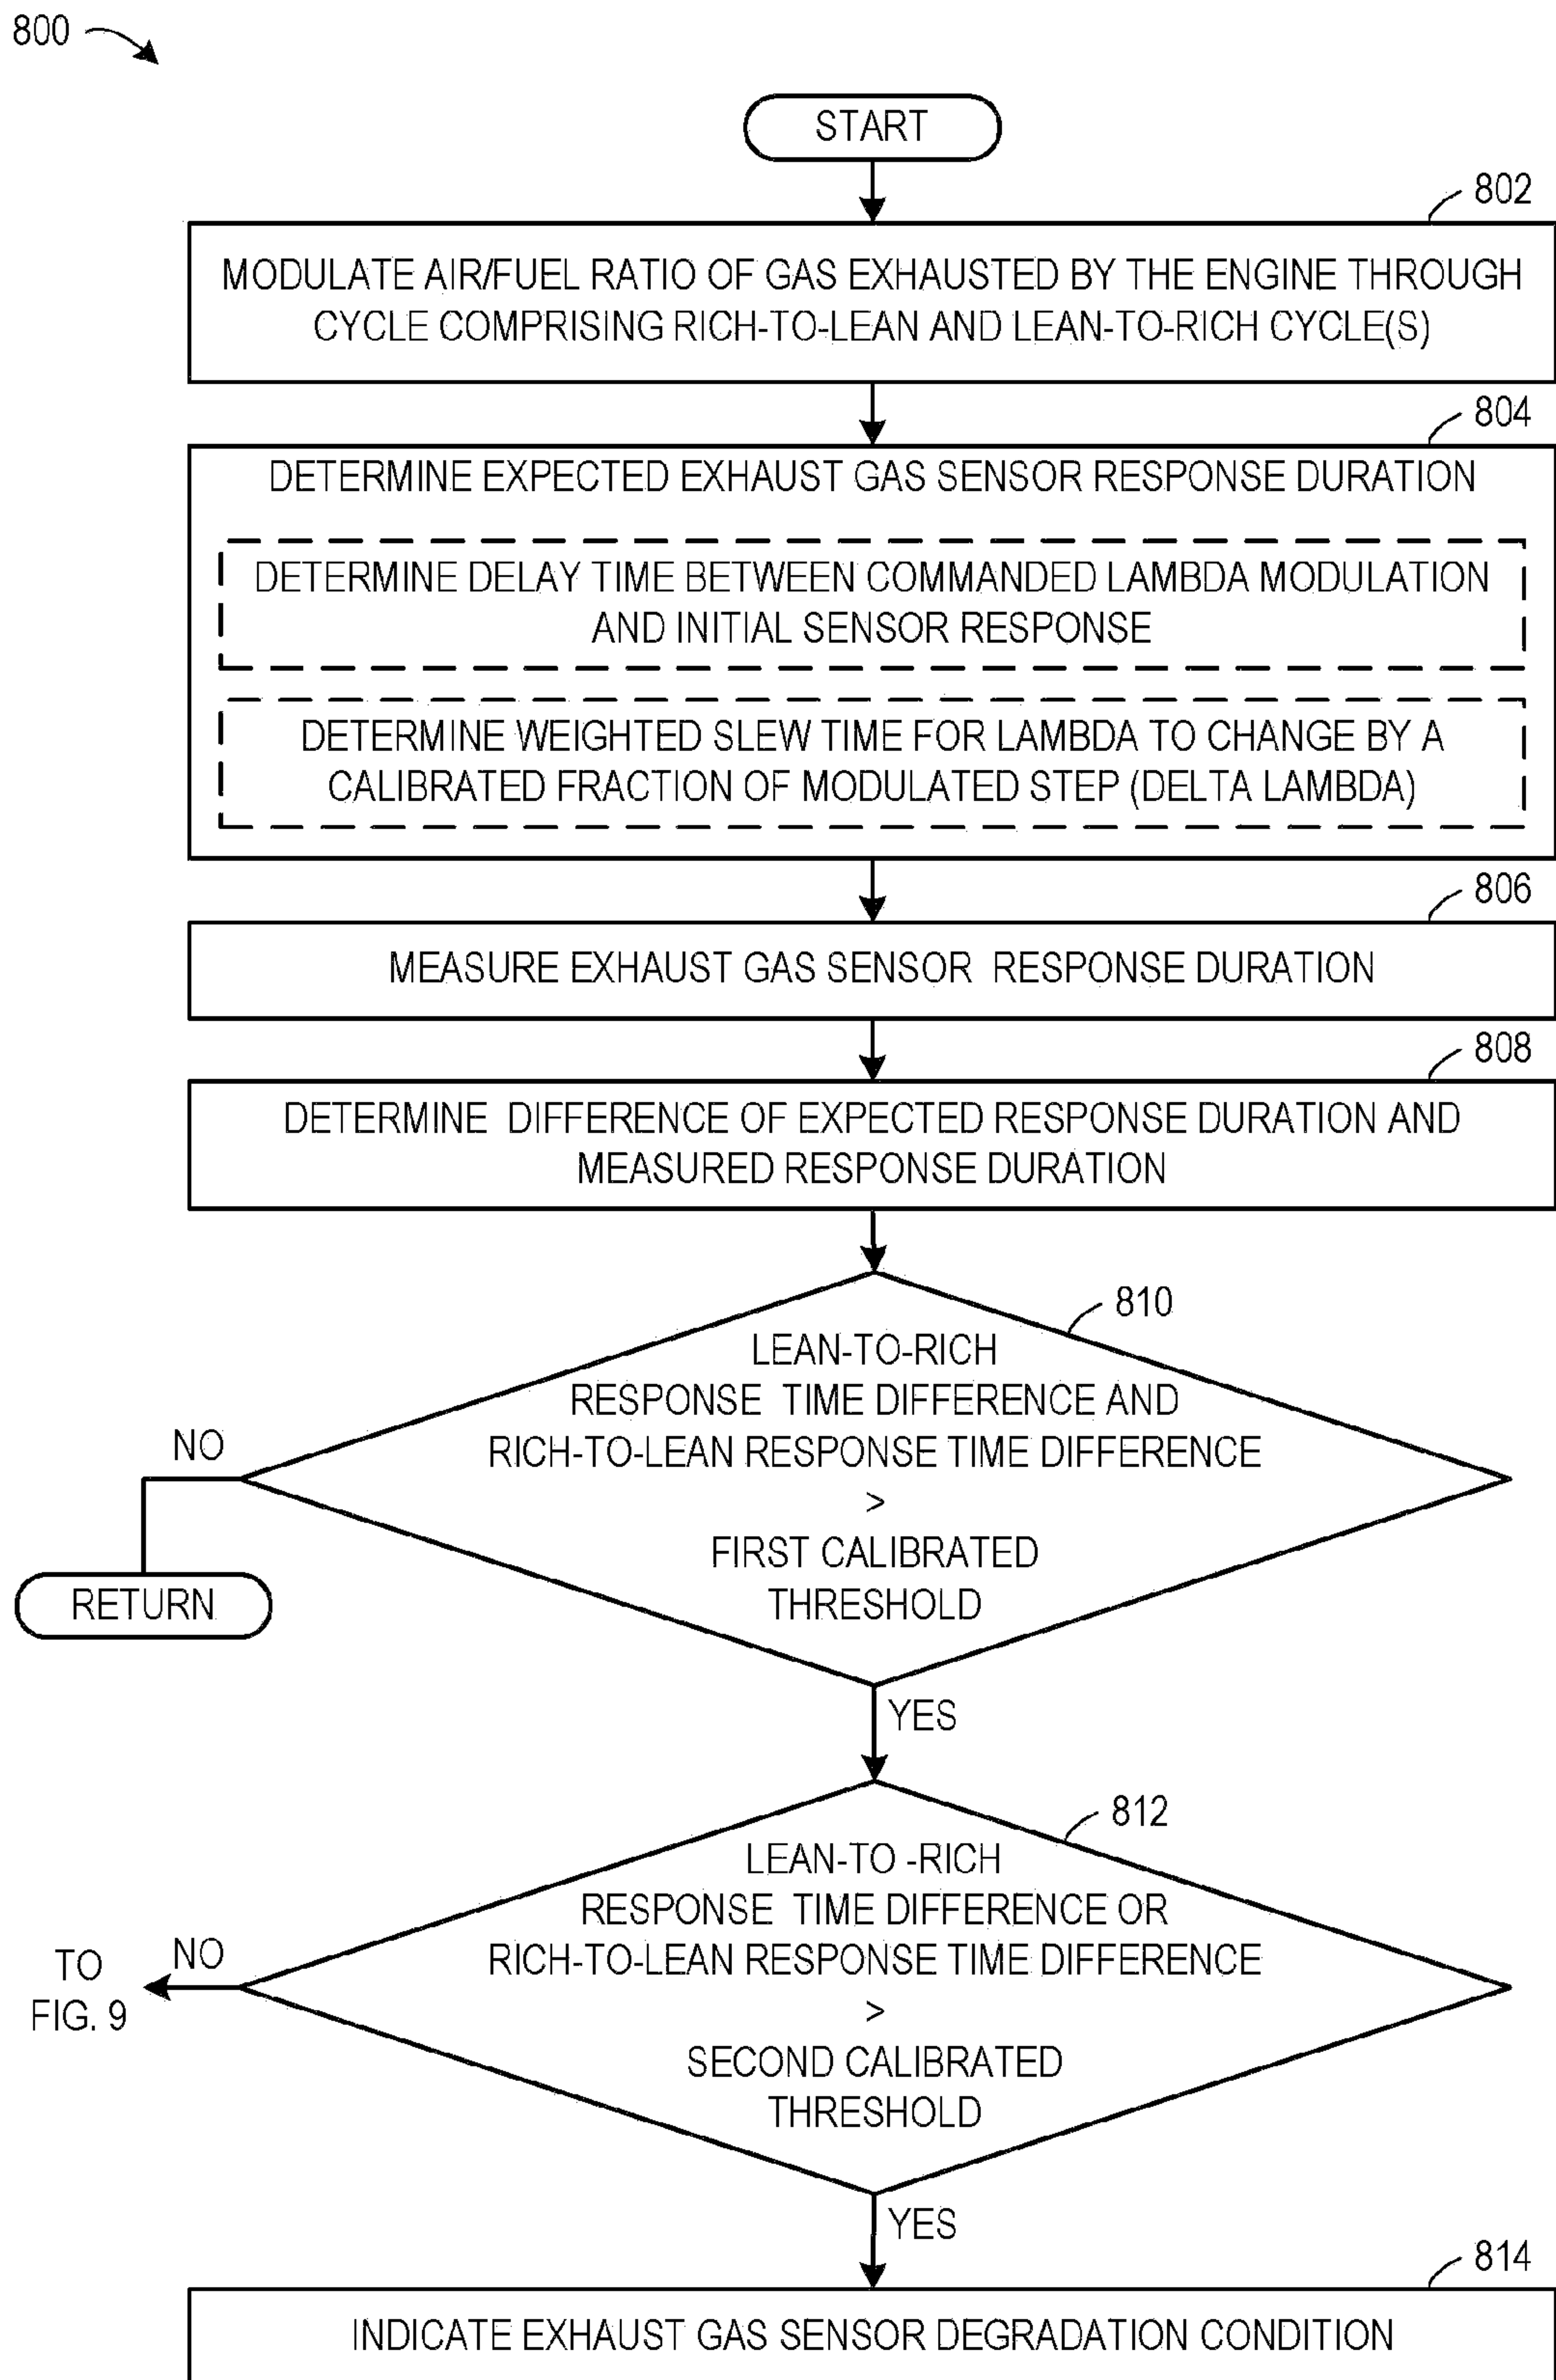 800
START
802
MODULATE AIR/FUEL RATIO OF GAS EXHAUSTED BY THE ENGINE THROUGH
CYCLE COMPRISING RICH-TO-LEAN AND LEAN-TO-RICH CYCLE(S)
804
DETERMINE EXPECTED EXHAUST GAS SENSOR RESPONSE DURATION
DETERMINE DELAY TIME BETWEEN COMMANDED LAMBDA MODULATION
AND INITIAL SENSOR RESPONSE
DETERMINE WEIGHTED SLEW TIME FOR LAMBDA TO CHANGE BY A
CALIBRATED FRACTION OF MODULATED STEP (DELTA LAMBDA)
806
MEASURE EXHAUST GAS SENSOR RESPONSE DURATION
808
DETERMINE DIFFERENCE OF EXPECTED RESPONSE DURATION AND
MEASURED RESPONSE DURATION
810
LEAN-TO-RICH
RESPONSE TIME DIFFERENCE AND
RICH-TO-LEAN RESPONSE TIME DIFFERENCE
>
FIRST CALIBRATED
THRESHOLD
NO
RETURN
YES
812
LEAN-TO -RICH
RESPONSE TIME DIFFERENCE OR
RICH-TO-LEAN RESPONSE TIME DIFFERENCE
>
SECOND CALIBRATED
THRESHOLD
NO
TO
FIG. 9
YES
814
INDICATE EXHAUST GAS SENSOR DEGRADATION CONDITION